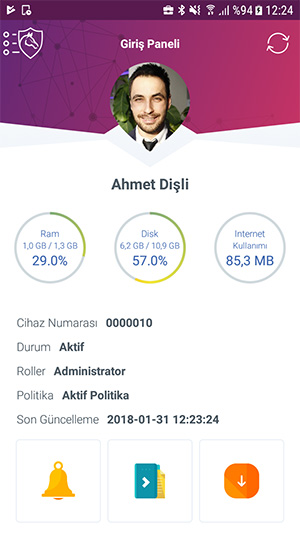 %94 12:24
Giriş Paneli
Ahmet Dişli
Ram
1,0 GB / 1,3 GB
29.0%
Disk
6,2 GB / 10,9 GB
57.0%
Internet
Kullanımı
85,3 MB
Cihaz Numarası 0000010
Durum Aktif
Roller Administrator
Politika Aktif Politika
Son Güncelleme 2018-01-31 12:23:24